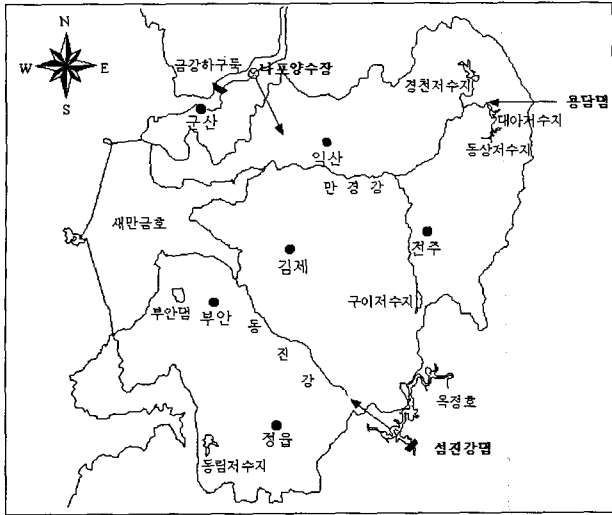 N
W E
S
금강하구둑
나포양수장
경천저수지
용담댐
대아저수지
동상저수지
군산
익산
만경강
새만금호
전주
김제
구이저수지
부안댐
부안
동진강
옥정호
정읍
섬진강댐
동림저수지